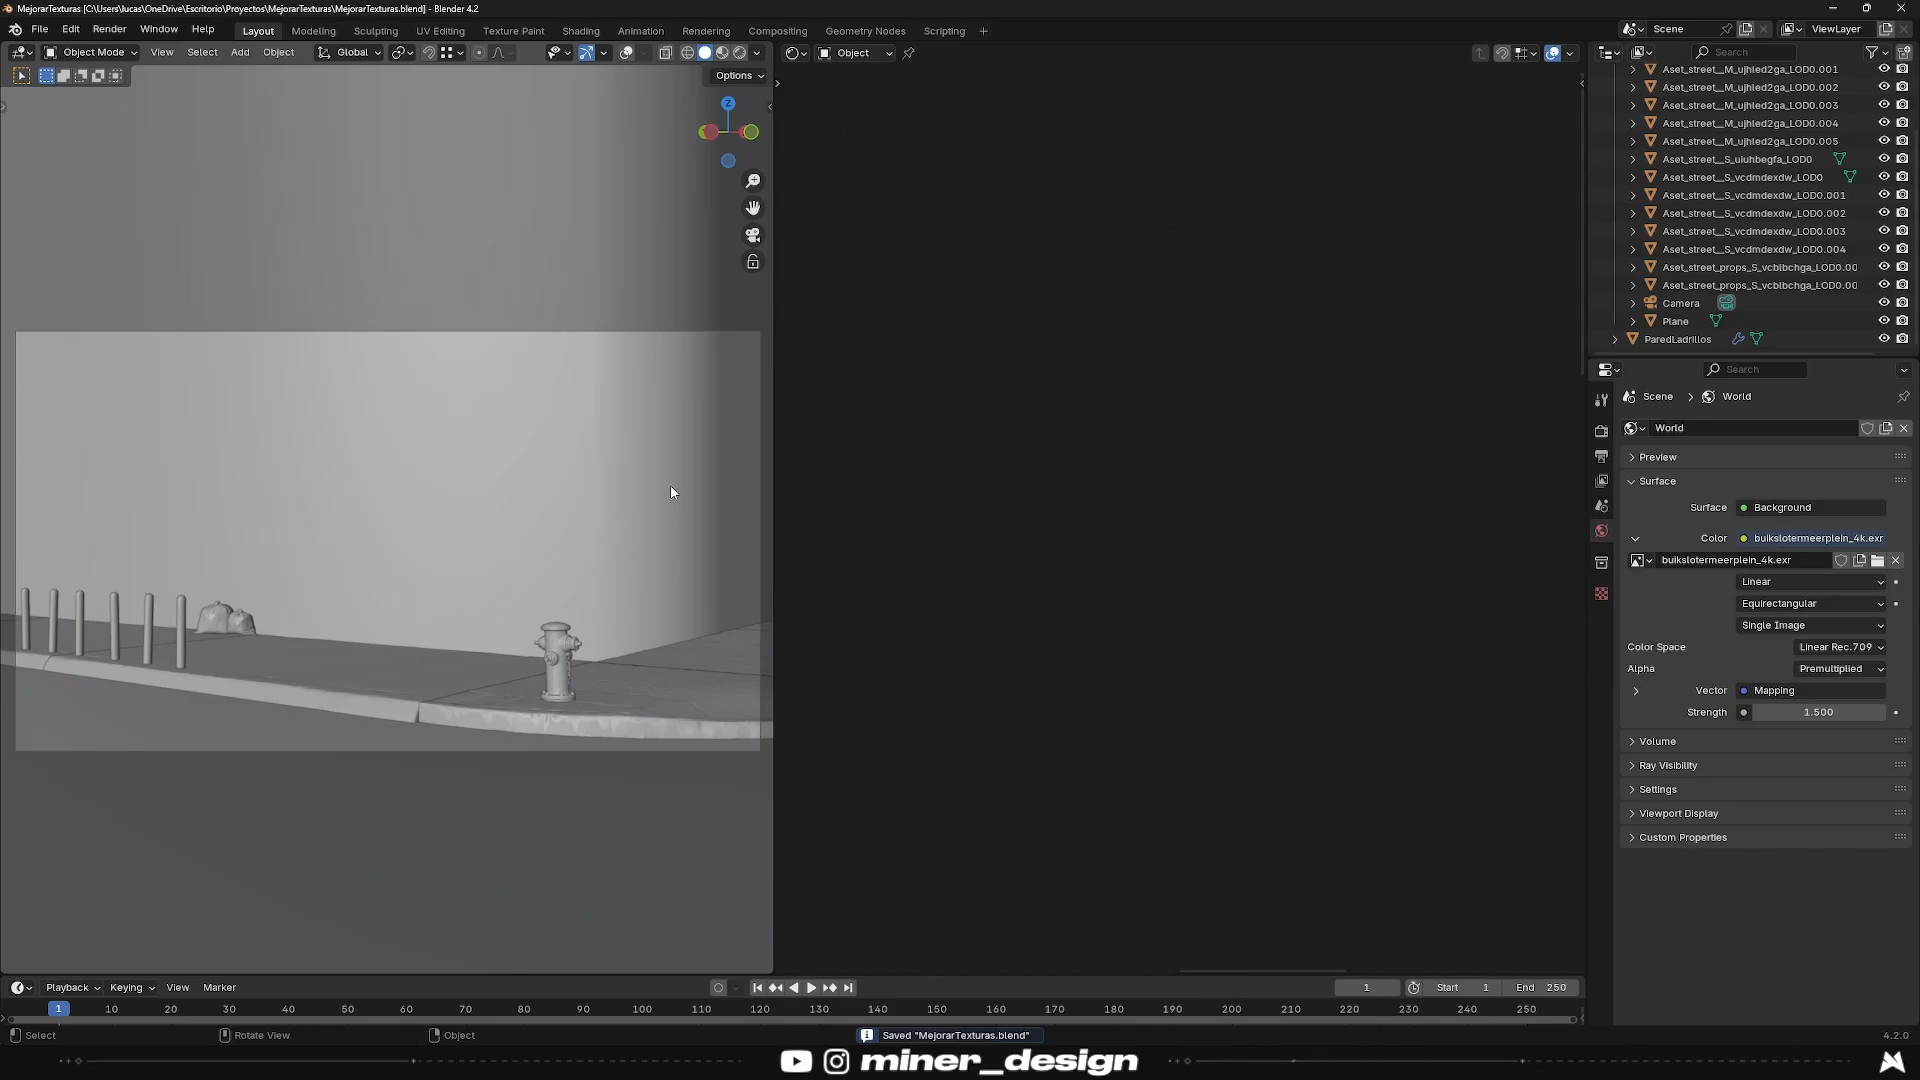 MejorarTexturas [C:\Users\lucas\OneDrive\Escritorio\Proyectos\MejorarTexturas\MejorarTexturas.blend] - Blender 4.2
File Edit Render Window Help Layout Modeling Sculpting UV Editing Texture Paint Shading Animation Rendering Compositing Geometry Nodes Scripting + Scene ViewLayer
Object Mode View Select Add Object Global Object Search
Options
Z
Aset_street__M_ujhled2ga_LOD0.001
Aset_street__M_ujhled2ga_LOD0.002
Aset_street__M_ujhled2ga_LOD0.003
Aset_street__M_ujhled2ga_LOD0.004
Aset_street__M_ujhled2ga_LOD0.005
Aset_street__S_uiuhbegfa_LOD0
Aset_street__S_vcdmdexdw_LOD0
Aset_street__S_vcdmdexdw_LOD0.001
Aset_street__S_vcdmdexdw_LOD0.002
Aset_street__S_vcdmdexdw_LOD0.003
Aset_street__S_vcdmdexdw_LOD0.004
Aset_street_props_S_vcblbchga_LOD0.00
Aset_street_props_S_vcblbchga_LOD0.00
Camera
Plane
ParedLadrillos
Search
Scene > World
World
Preview
Surface
Surface Background
Color buikslotermeerplein_4k.exr
buikslotermeerplein_4k.exr
Linear
Equirectangular
Single Image
Color Space Linear Rec.709
Alpha Premultiplied
Vector Mapping
Strength 1.500
Volume
Ray Visibility
Settings
Viewport Display
Custom Properties
Playback Keying View Marker 1 Start 1 End 250
1 10 20 30 40 50 60 70 80 90 100 110 120 130 140 150 160 170 180 190 200 210 220 230 240 250
Select Rotate View Object Saved "MejorarTexturas.blend" 4.2.0
miner_design